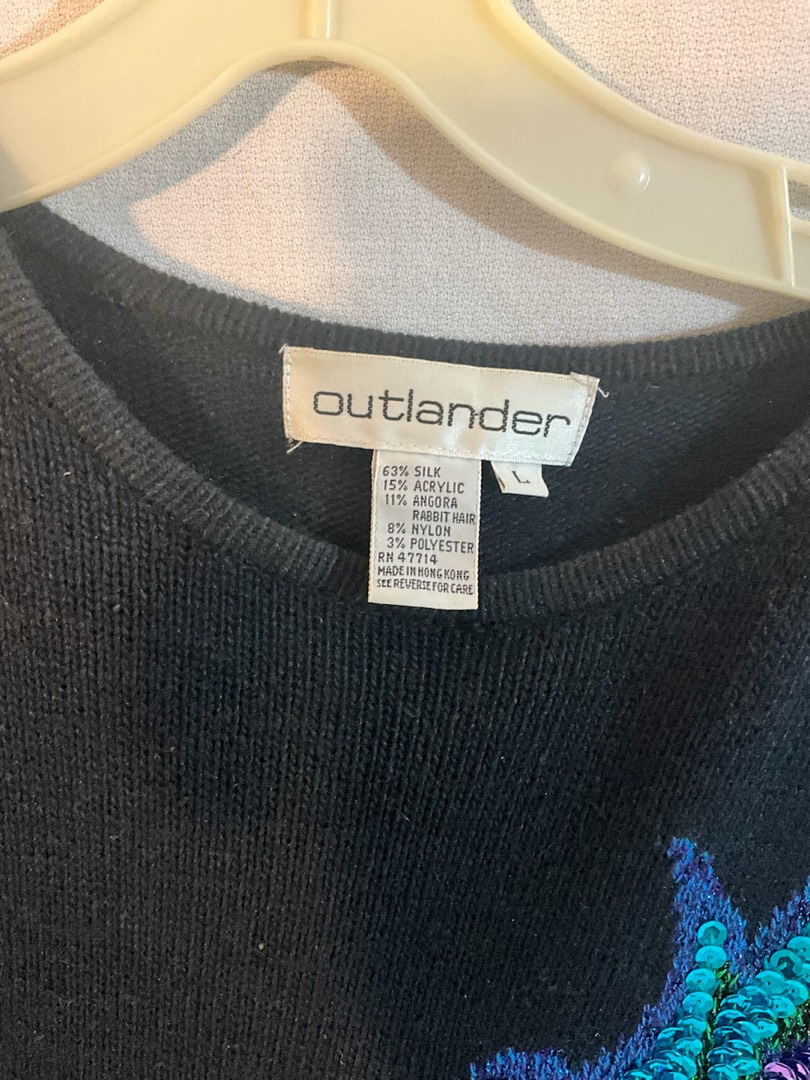 outlander
63% SILK
15% ACRYLIC
11% ANGORA
RABBIT HAIR
8% NYLON
3% POLYESTER
RN 47714
MADE IN HONG KONG
SEE REVERSE FOR CARE
L